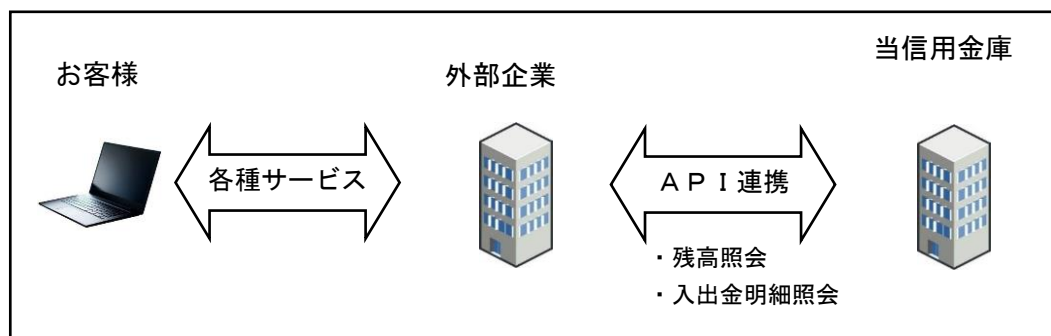 お客様
外部企業
当信用金庫
各種サービス
ＡＰＩ連携
・残高照会
・入出金明細照会